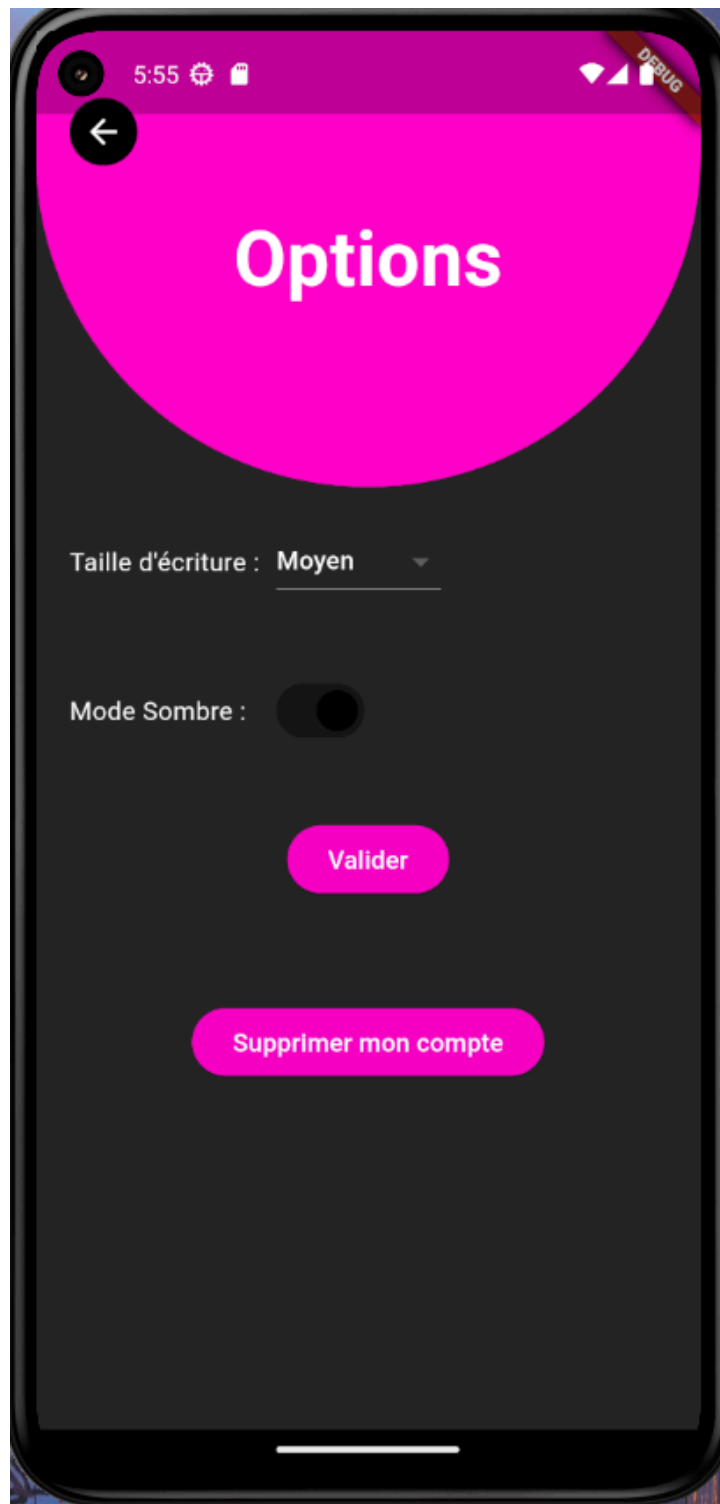 5:55
DEBUG
Options
Taille d'écriture : Moyen
Mode Sombre :
Valider
Supprimer mon compte